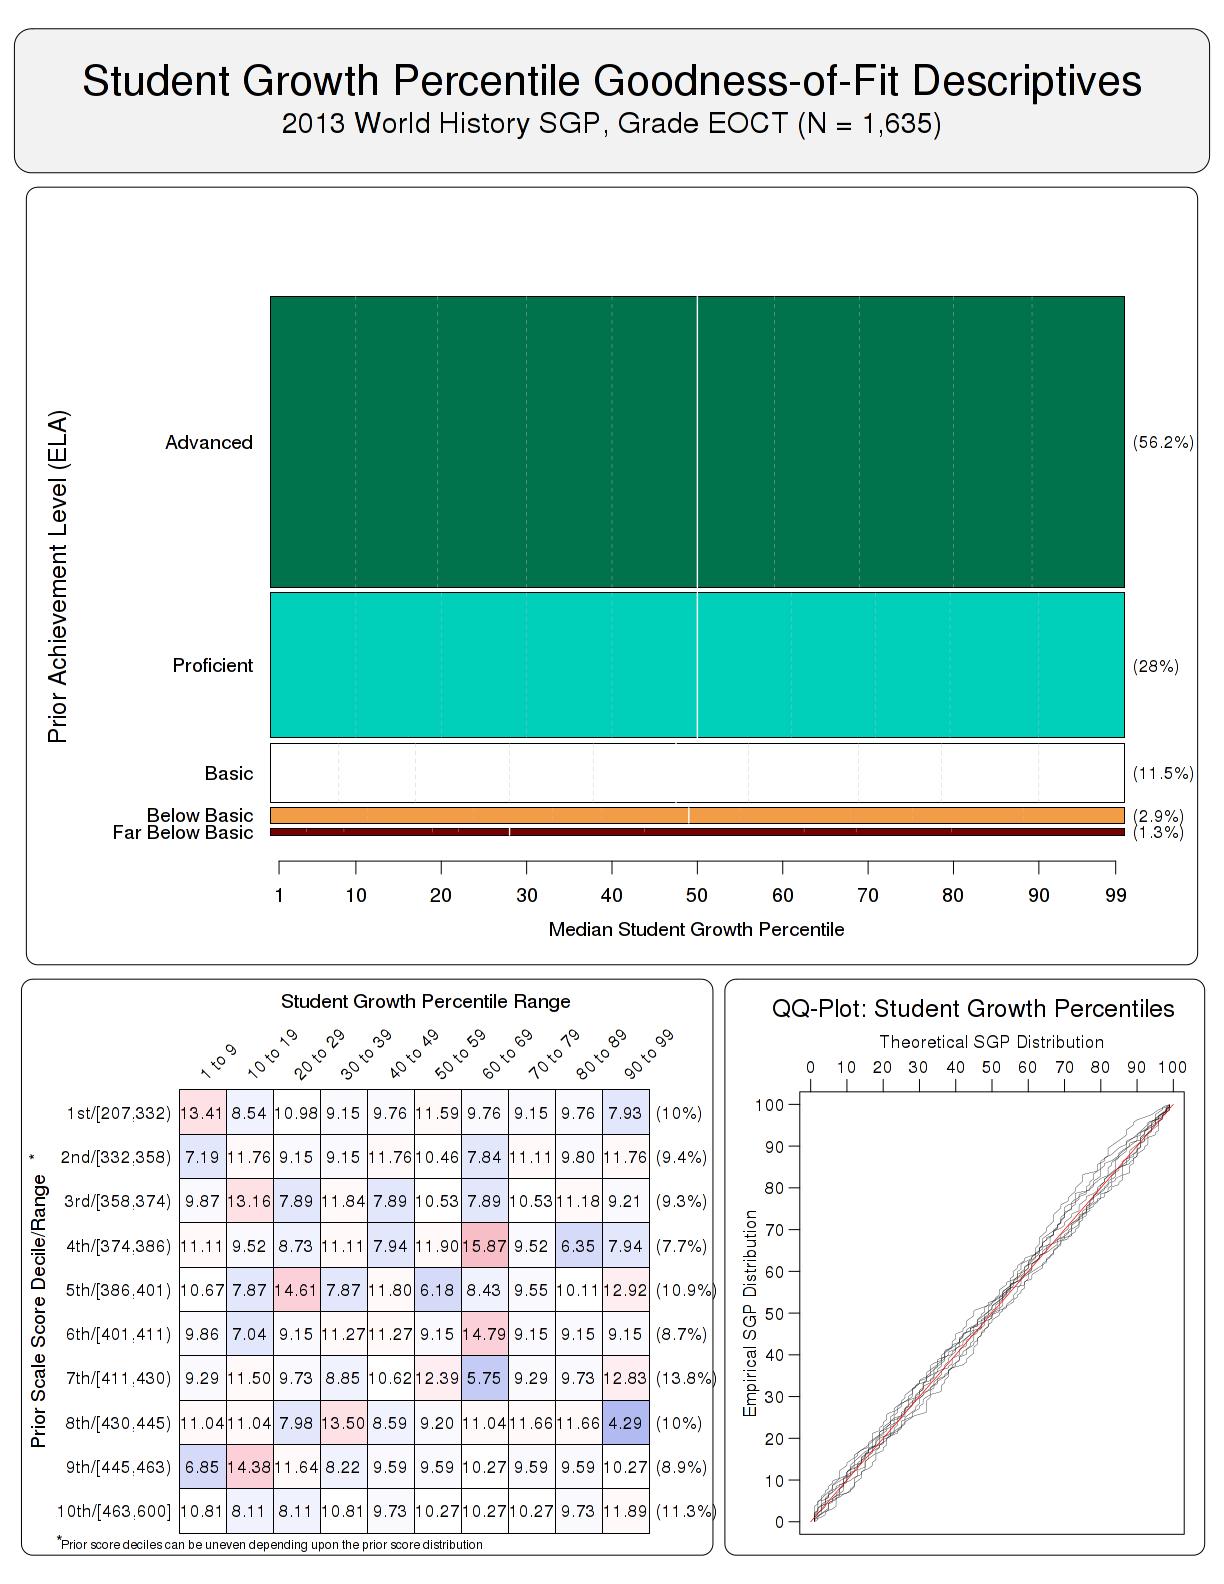 Student Growth Percentile Goodness-of-Fit Descriptives
2013 World History SGP, Grade EOCT (N = 1,635)
Prior Achievement Level (ELA)
Advanced (56.2%)
Proficient (28%)
Basic (11.5%)
Below Basic (2.9%)
Far Below Basic (1.3%)
1 10 20 30 40 50 60 70 80 90 99
Median Student Growth Percentile
Student Growth Percentile Range
1 to 9 10 to 19 20 to 29 30 to 39 40 to 49 50 to 59 60 to 69 70 to 79 80 to 89 90 to 99
Prior Scale Score Decile/Range *
1st/[207,332) 13.41 8.54 10.98 9.15 9.76 11.59 9.76 9.15 9.76 7.93 (10%)
2nd/[332,358) 7.19 11.76 9.15 9.15 11.76 10.46 7.84 11.11 9.80 11.76 (9.4%)
3rd/[358,374) 9.87 13.16 7.89 11.84 7.89 10.53 7.89 10.53 11.18 9.21 (9.3%)
4th/[374,386) 11.11 9.52 8.73 11.11 7.94 11.90 15.87 9.52 6.35 7.94 (7.7%)
5th/[386,401) 10.67 7.87 14.61 7.87 11.80 6.18 8.43 9.55 10.11 12.92 (10.9%)
6th/[401,411) 9.86 7.04 9.15 11.27 11.27 9.15 14.79 9.15 9.15 9.15 (8.7%)
7th/[411,430) 9.29 11.50 9.73 8.85 10.62 12.39 5.75 9.29 9.73 12.83 (13.8%)
8th/[430,445) 11.04 11.04 7.98 13.50 8.59 9.20 11.04 11.66 11.66 4.29 (10%)
9th/[445,463) 6.85 14.38 11.64 8.22 9.59 9.59 10.27 9.59 9.59 10.27 (8.9%)
10th/[463,600] 10.81 8.11 8.11 10.81 9.73 10.27 10.27 10.27 9.73 11.89 (11.3%)
*Prior score deciles can be uneven depending upon the prior score distribution
QQ-Plot: Student Growth Percentiles
Theoretical SGP Distribution
0 10 20 30 40 50 60 70 80 90 100
Empirical SGP Distribution
100
90
80
70
60
50
40
30
20
10
0